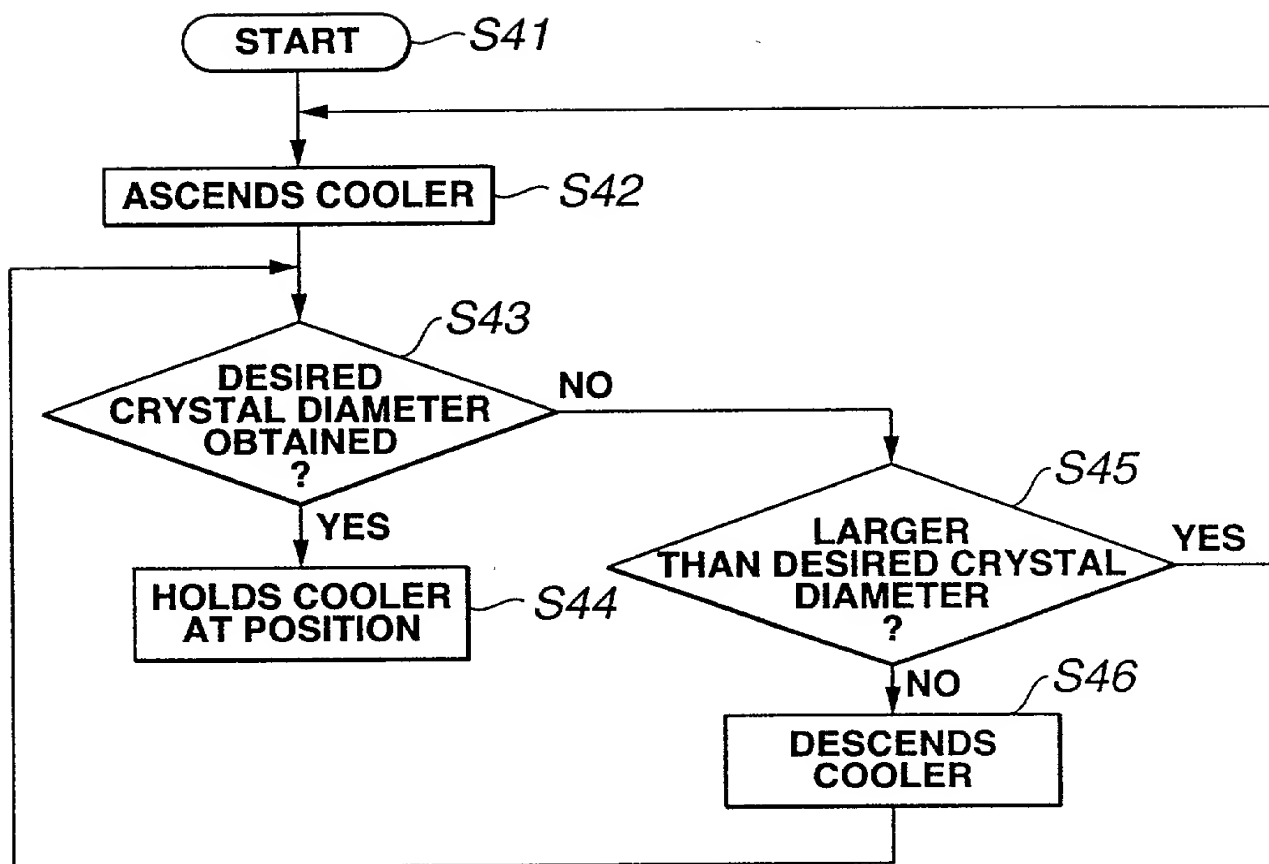 START
S41
ASCENDS COOLER
S42
S43
DESIRED
CRYSTAL DIAMETER
OBTAINED
?
NO
YES
HOLDS COOLER
AT POSITION
S44
S45
LARGER
THAN DESIRED CRYSTAL
DIAMETER
?
YES
NO
S46
DESCENDS
COOLER